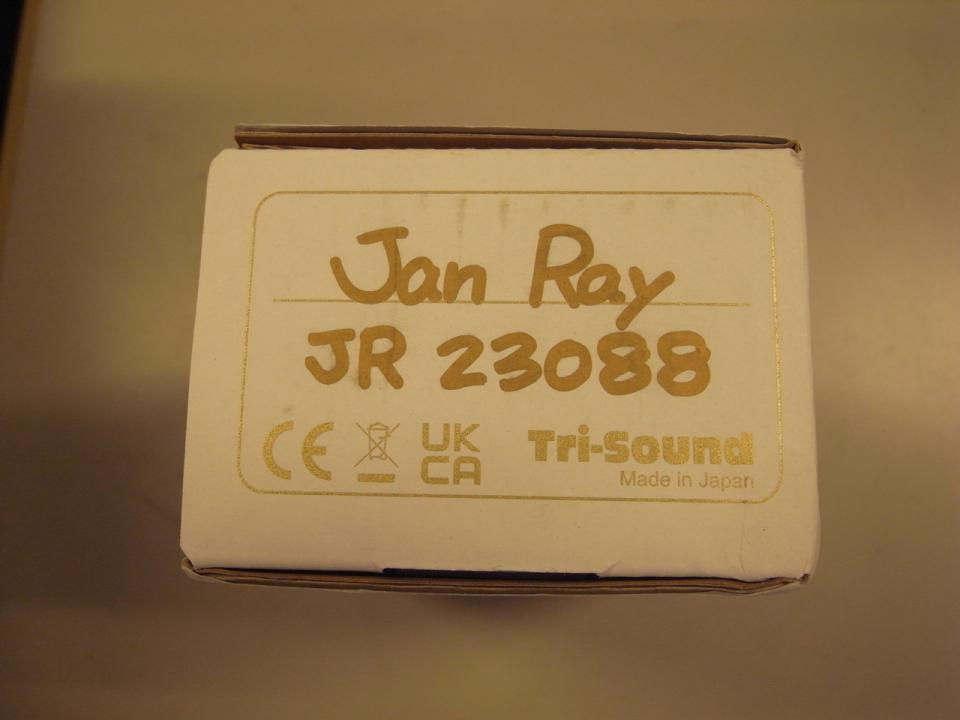 Jan Ray
JR 23088
CE UK CA
Tri-Sound
Made in Japan